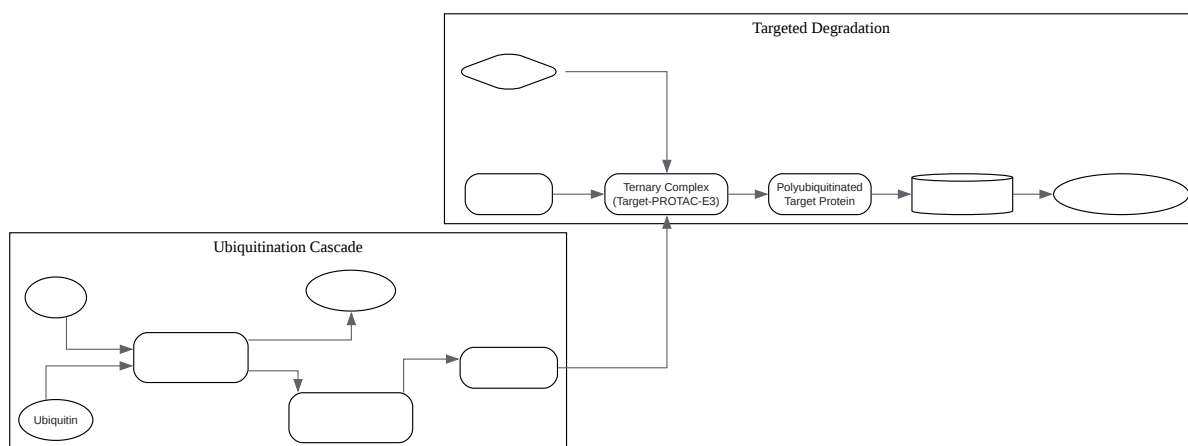 Targeted Degradation
Ternary Complex
(Target-PROTAC-E3)
Polyubiquitinated
Target Protein
Ubiquitination Cascade
Ubiquitin